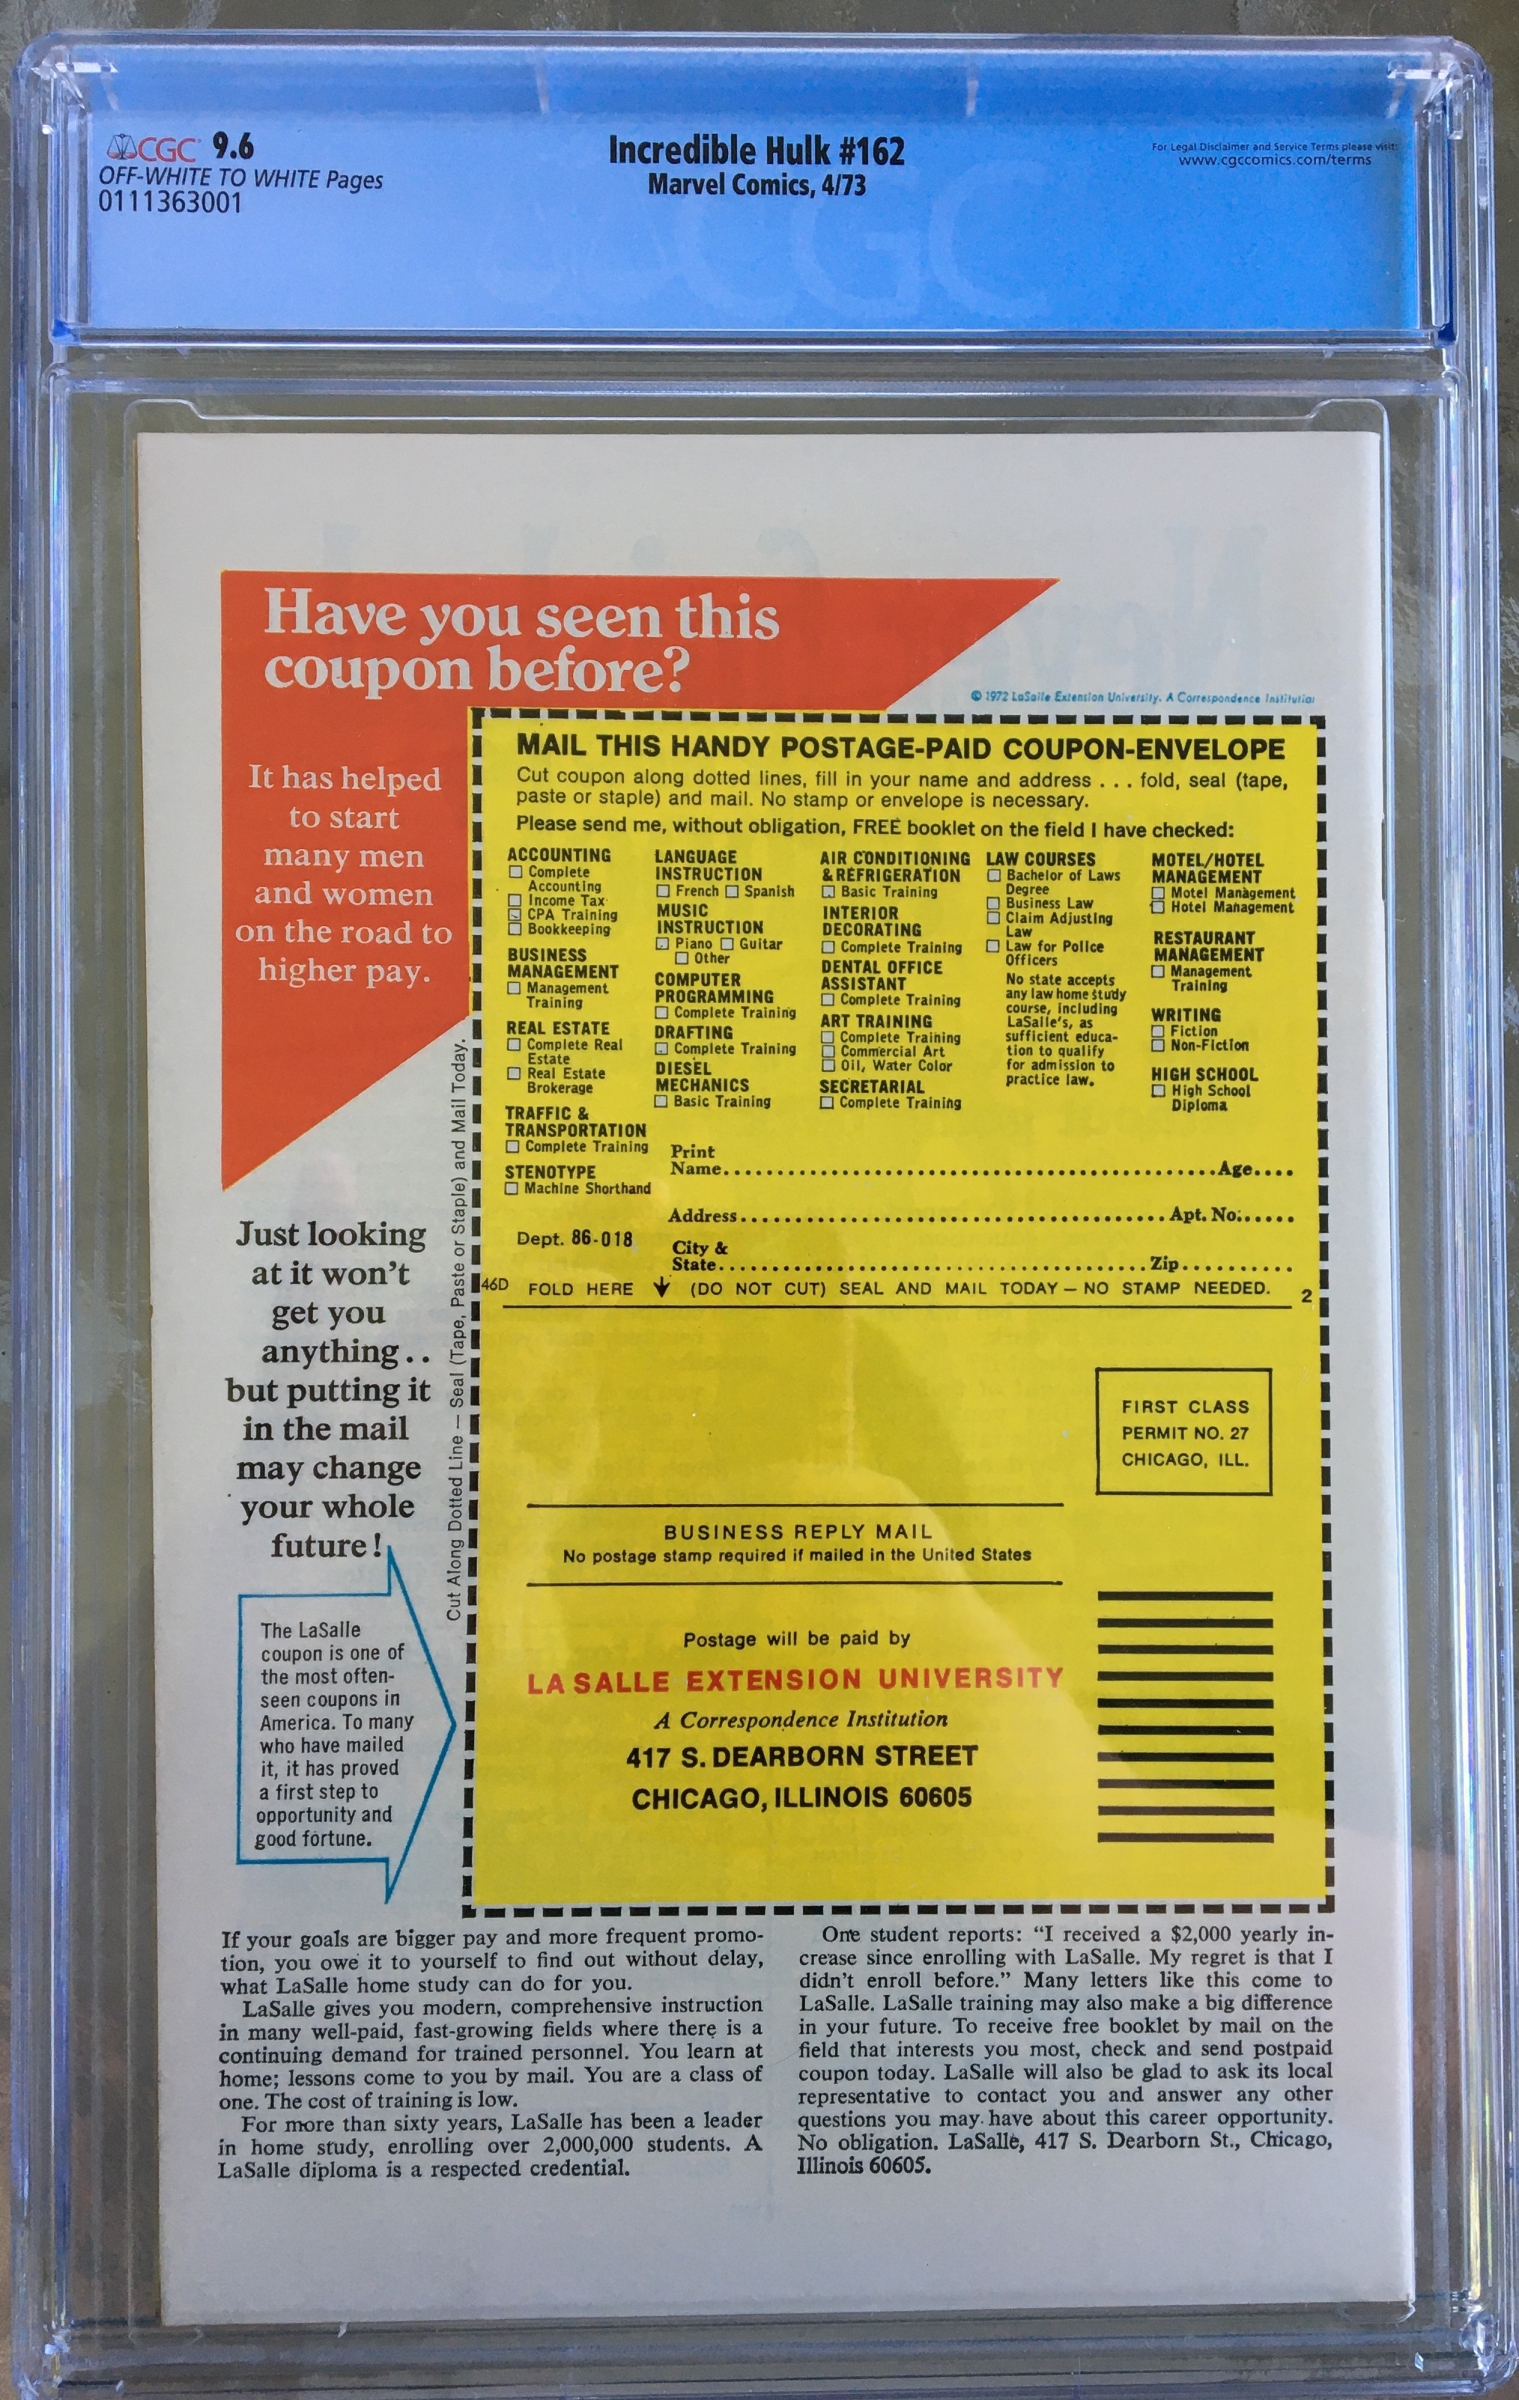 CGC 9.6
OFF-WHITE TO WHITE Pages
0111363001
Incredible Hulk #162
Marvel Comics, 4/73
For Legal Disclaimer and Service Terms please visit:
www.cgccomics.com/terms
CGC
Have you seen this
coupon before?
It has helped
to start
many men
and women
on the road to
higher pay.
Just looking
at it won't
get you
anything..
but putting it
in the mail
may change
your whole
future!
The LaSalle
coupon is one of
the most often-
seen coupons in
America. To many
who have mailed
it, it has proved
a first step to
opportunity and
good fortune.
Cut Along Dotted Line — Seal (Tape, Paste or Staple) and Mail Today.
© 1972 LaSalle Extension University. A Correspondence Institution
MAIL THIS HANDY POSTAGE-PAID COUPON-ENVELOPE
Cut coupon along dotted lines, fill in your name and address . . . fold, seal (tape,
paste or staple) and mail. No stamp or envelope is necessary.
Please send me, without obligation, FREE booklet on the field I have checked:
ACCOUNTING
Complete
Accounting
Income Tax
CPA Training
Bookkeeping
BUSINESS
MANAGEMENT
Management
Training
REAL ESTATE
Complete Real
Estate
Real Estate
Brokerage
TRAFFIC &
TRANSPORTATION
Complete Training
STENOTYPE
Machine Shorthand
LANGUAGE
INSTRUCTION
French Spanish
MUSIC
INSTRUCTION
Piano Guitar
Other
COMPUTER
PROGRAMMING
Complete Training
DRAFTING
Complete Training
DIESEL
MECHANICS
Basic Training
AIR CONDITIONING
& REFRIGERATION
Basic Training
INTERIOR
DECORATING
Complete Training
DENTAL OFFICE
ASSISTANT
Complete Training
ART TRAINING
Complete Training
Commercial Art
Oil, Water Color
SECRETARIAL
Complete Training
LAW COURSES
Bachelor of Laws
Degree
Business Law
Claim Adjusting
Law
Law for Police
Officers
No state accepts
any law home study
course, including
LaSalle's, as
sufficient educa-
tion to qualify
for admission to
practice law.
MOTEL/HOTEL
MANAGEMENT
Motel Management
Hotel Management
RESTAURANT
MANAGEMENT
Management
Training
WRITING
Fiction
Non-Fiction
HIGH SCHOOL
High School
Diploma
Print
Name Age
Address Apt. No.
Dept. 86-018
City &
State Zip
46D FOLD HERE (DO NOT CUT) SEAL AND MAIL TODAY — NO STAMP NEEDED. 2
FIRST CLASS
PERMIT NO. 27
CHICAGO, ILL.
BUSINESS REPLY MAIL
No postage stamp required if mailed in the United States
Postage will be paid by
LA SALLE EXTENSION UNIVERSITY
A Correspondence Institution
417 S. DEARBORN STREET
CHICAGO, ILLINOIS 60605
If your goals are bigger pay and more frequent promo-
tion, you owe it to yourself to find out without delay,
what LaSalle home study can do for you.
LaSalle gives you modern, comprehensive instruction
in many well-paid, fast-growing fields where there is a
continuing demand for trained personnel. You learn at
home; lessons come to you by mail. You are a class of
one. The cost of training is low.
For more than sixty years, LaSalle has been a leader
in home study, enrolling over 2,000,000 students. A
LaSalle diploma is a respected credential.
One student reports: "I received a $2,000 yearly in-
crease since enrolling with LaSalle. My regret is that I
didn't enroll before." Many letters like this come to
LaSalle. LaSalle training may also make a big difference
in your future. To receive free booklet by mail on the
field that interests you most, check and send postpaid
coupon today. LaSalle will also be glad to ask its local
representative to contact you and answer any other
questions you may have about this career opportunity.
No obligation. LaSalle, 417 S. Dearborn St., Chicago,
Illinois 60605.